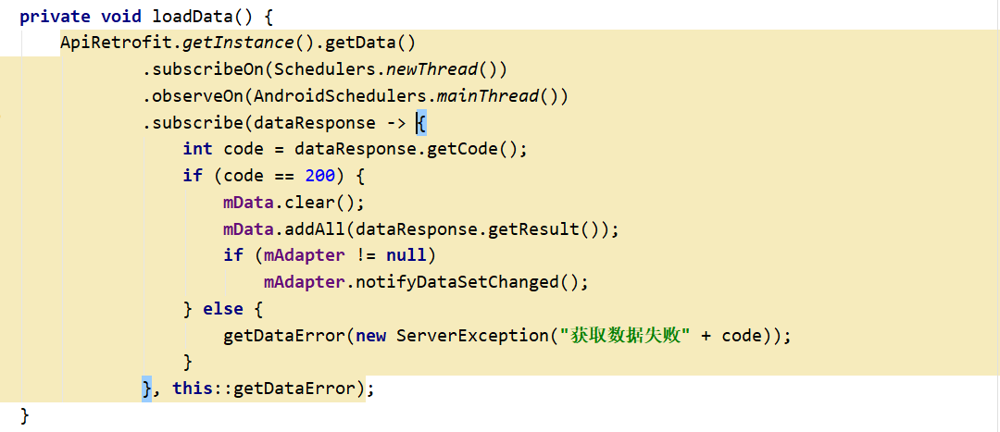 private void loadData() {
    ApiRetrofit.getInstance().getData()
            .subscribeOn(Schedulers.newThread())
            .observeOn(AndroidSchedulers.mainThread())
            .subscribe(dataResponse -> {
                int code = dataResponse.getCode();
                if (code == 200) {
                    mData.clear();
                    mData.addAll(dataResponse.getResult());
                    if (mAdapter != null)
                        mAdapter.notifyDataSetChanged();
                } else {
                    getDataError(new ServerException("获取数据失败" + code));
                }
            }, this::getDataError);
}